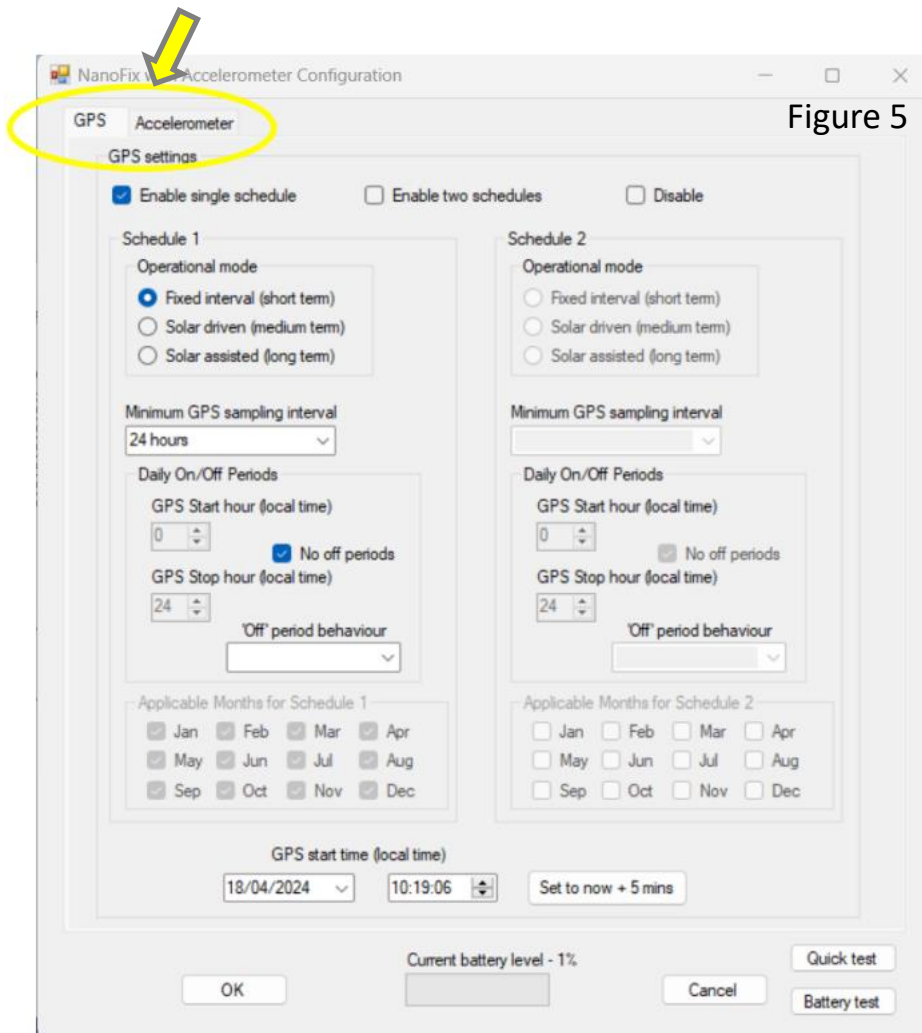 NanoFix w Accelerometer Configuration
Figure 5
GPS Accelerometer
GPS settings
Enable single schedule Enable two schedules Disable
Schedule 1 Schedule 2
Operational mode Operational mode
Fixed interval (short term) Fixed interval (short term)
Solar driven (medium term) Solar driven (medium term)
Solar assisted (long term) Solar assisted (long term)
Minimum GPS sampling interval Minimum GPS sampling interval
24 hours
Daily On/Off Periods Daily On/Off Periods
GPS Start hour (local time) GPS Start hour (local time)
0 0
No off periods No off periods
GPS Stop hour (local time) GPS Stop hour (local time)
24 24
'Off' period behaviour 'Off' period behaviour
Applicable Months for Schedule 1 Applicable Months for Schedule 2
Jan Feb Mar Apr Jan Feb Mar Apr
May Jun Jul Aug May Jun Jul Aug
Sep Oct Nov Dec Sep Oct Nov Dec
GPS start time (local time)
18/04/2024 10:19:06 Set to now + 5 mins
Current battery level - 1% Quick test
OK Cancel Battery test